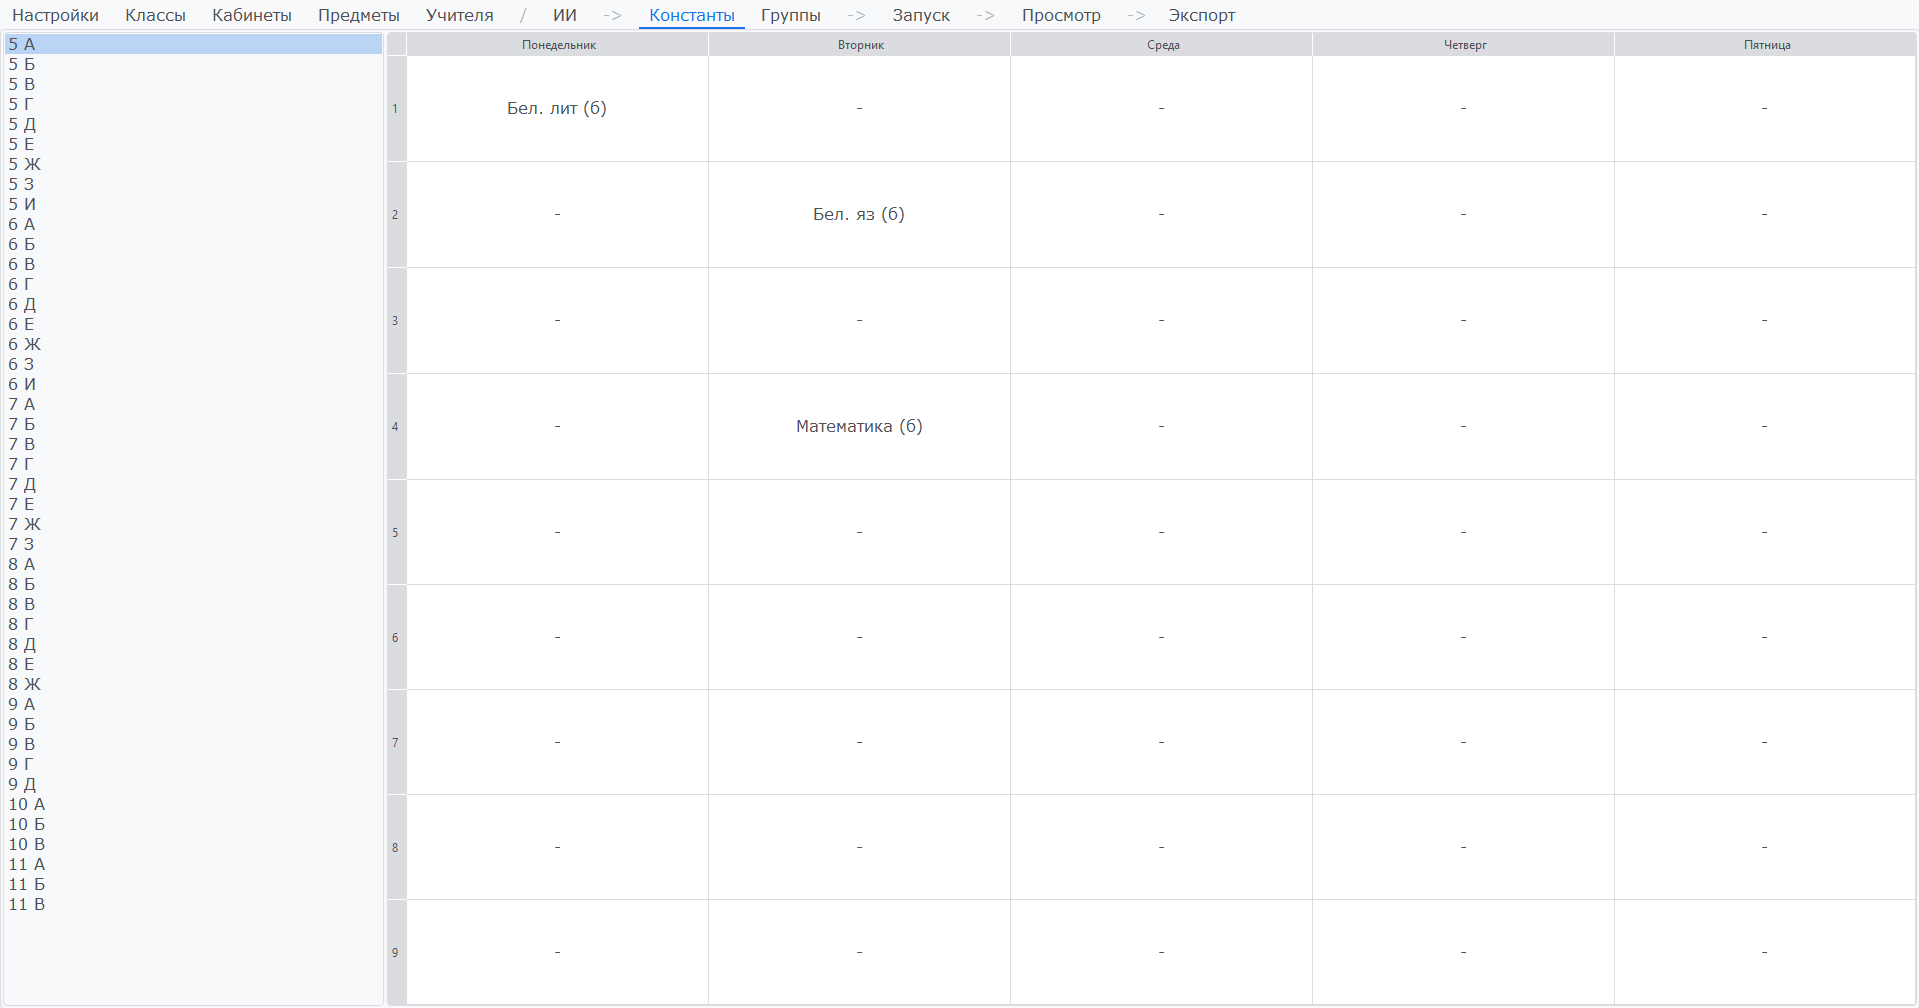 Настройки Классы Кабинеты Предметы Учителя / ИИ -> Константы Группы -> Запуск -> Просмотр -> Экспорт
5 А
5 Б
5 В
5 Г
5 Д
5 Е
5 Ж
5 З
5 И
6 А
6 Б
6 В
6 Г
6 Д
6 Е
6 Ж
6 З
6 И
7 А
7 Б
7 В
7 Г
7 Д
7 Е
7 Ж
7 З
8 А
8 Б
8 В
8 Г
8 Д
8 Е
8 Ж
9 А
9 Б
9 В
9 Г
9 Д
10 А
10 Б
10 В
11 А
11 Б
11 В
Понедельник Вторник Среда Четверг Пятница
1 Бел. лит (б) - - - -
2 - Бел. яз (б) - - -
3 - - - - -
4 - Математика (б) - - -
5 - - - - -
6 - - - - -
7 - - - - -
8 - - - - -
9 - - - - -